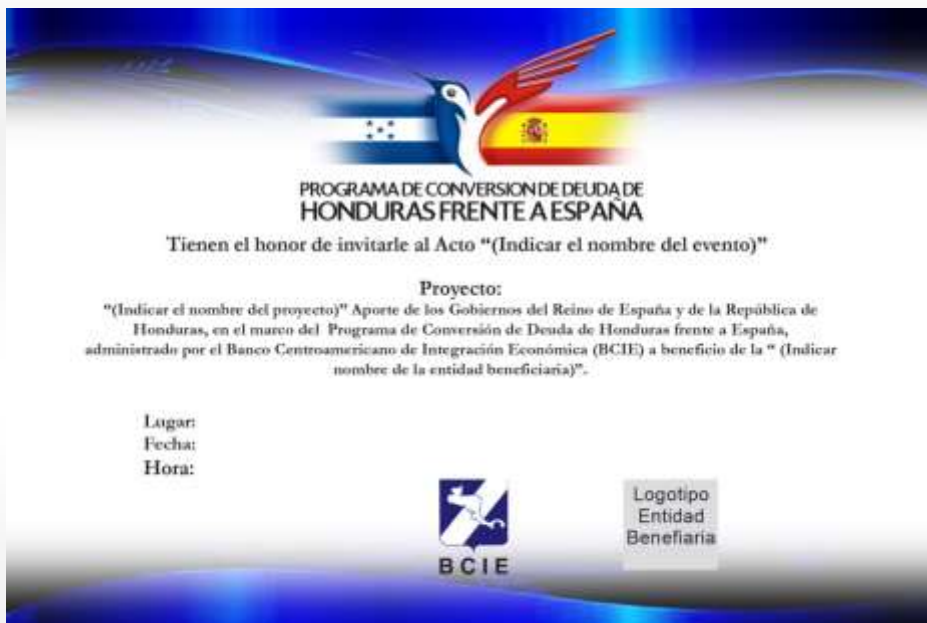 PROGRAMA DE CONVERSION DE DEUDA DE
HONDURAS FRENTE A ESPAÑA
Tienen el honor de invitarle al Acto “(Indicar el nombre del evento)”
Proyecto:
“(Indicar el nombre del proyecto)” Aporte de los Gobiernos del Reino de España y de la República de
Honduras, en el marco del Programa de Conversión de Deuda de Honduras frente a España,
administrado por el Banco Centroamericano de Integración Económica (BCIE) a beneficio de la “ (Indicar
nombre de la entidad beneficiaria)”.
Lugar:
Fecha:
Hora:
BCIE
Logotipo
Entidad
Benefiaria